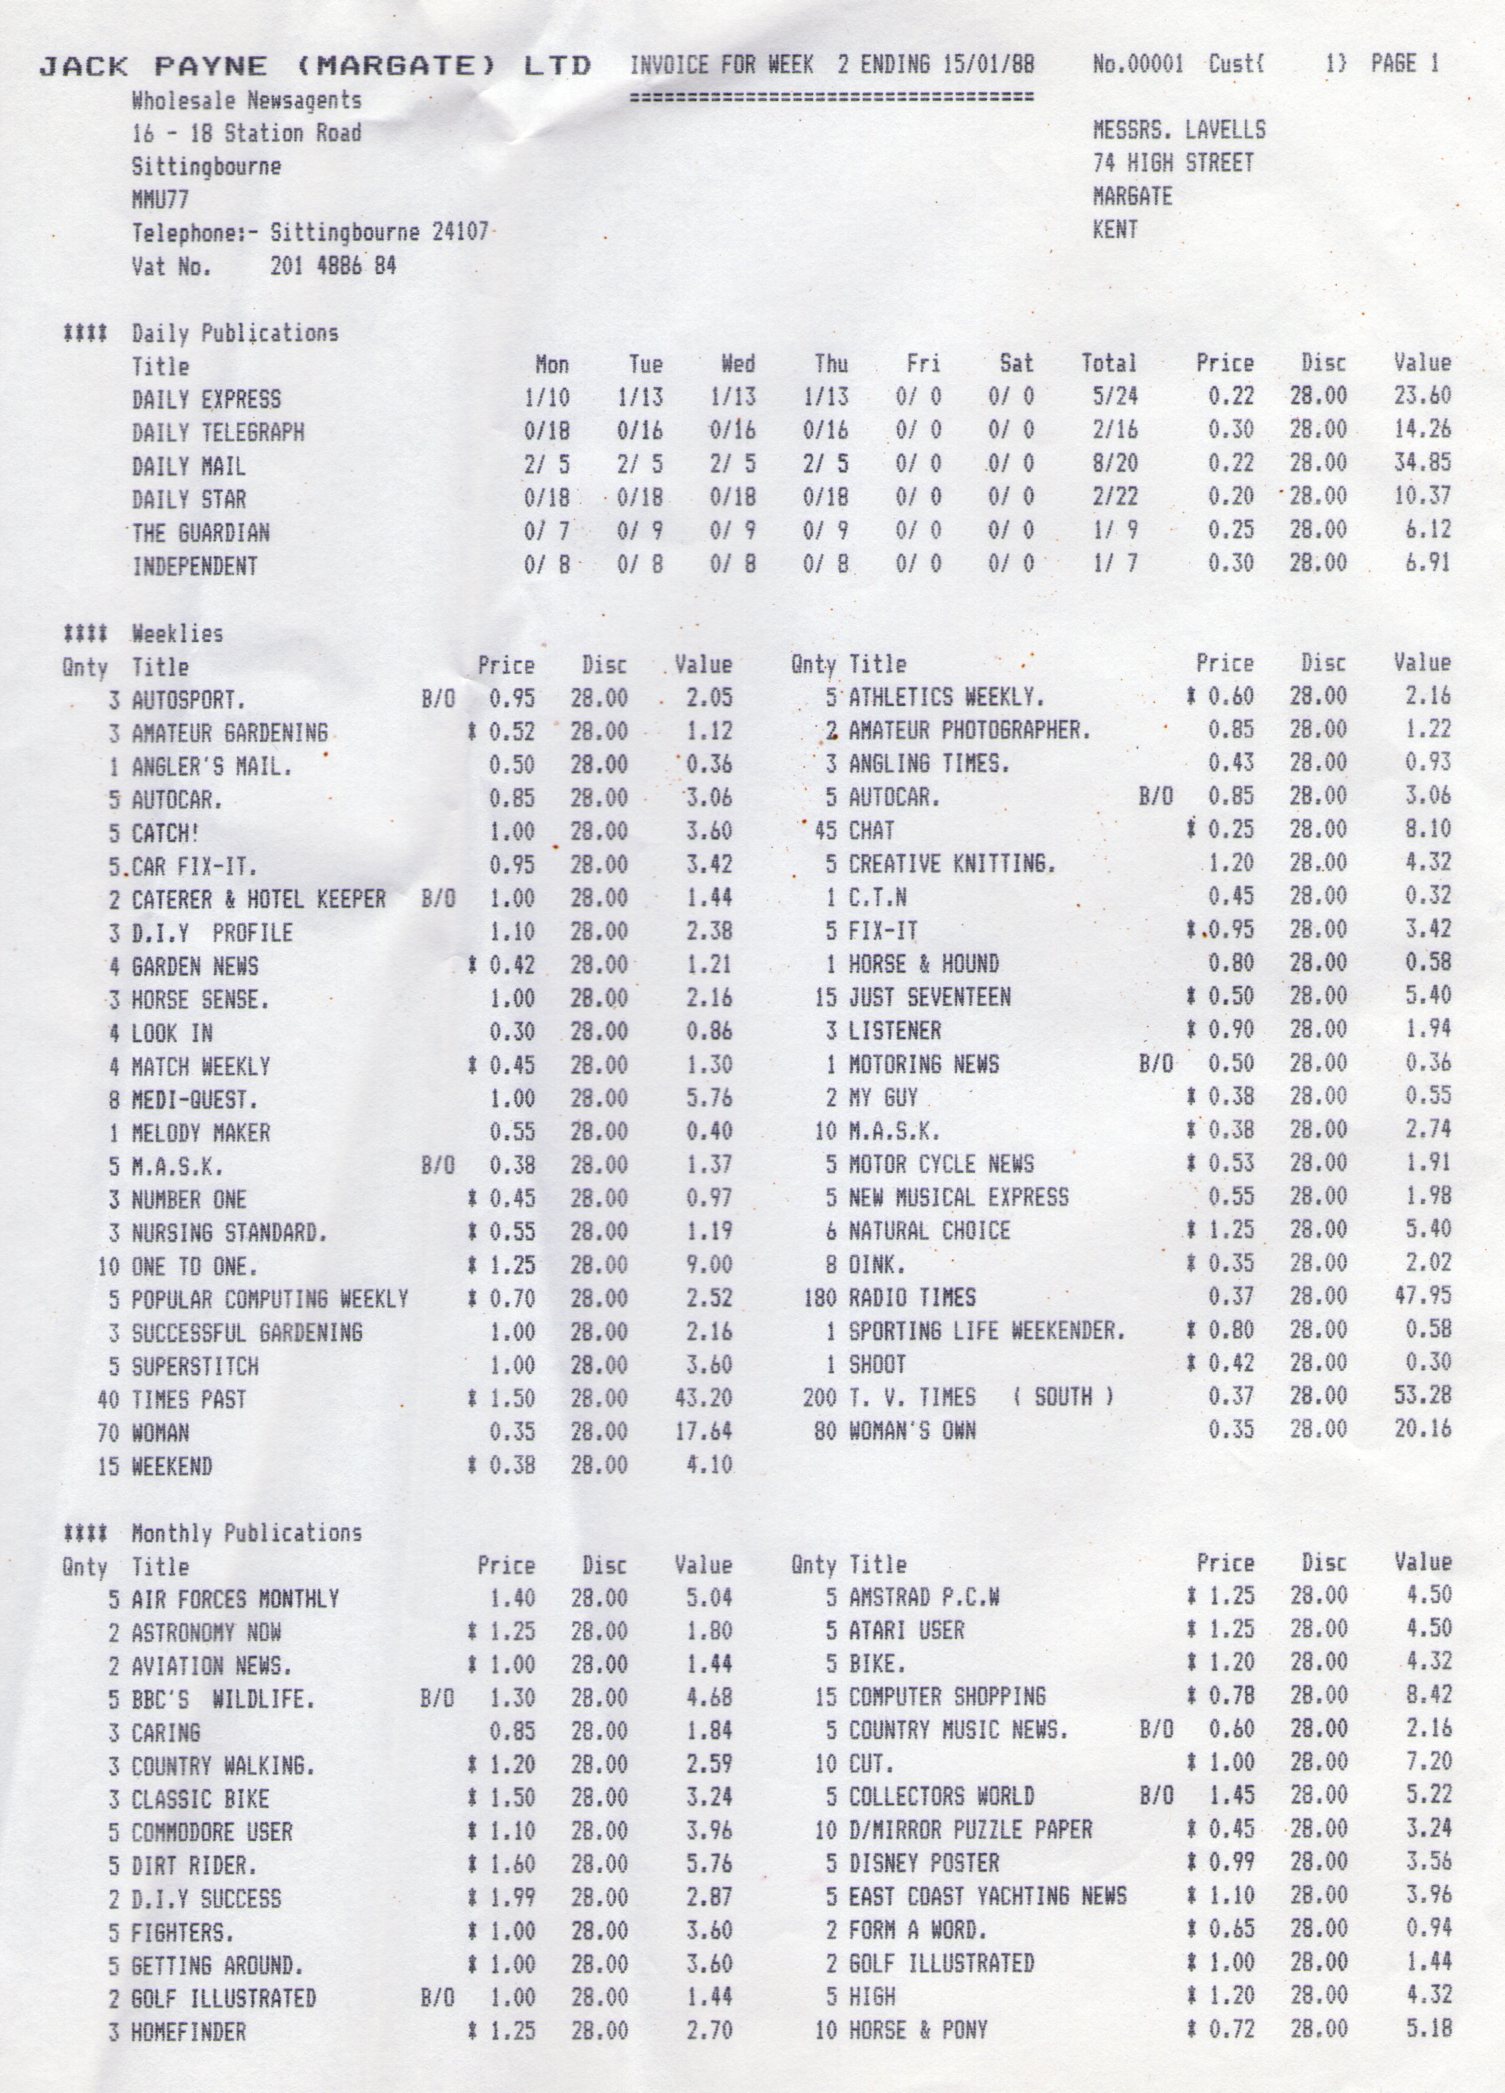 JACK PAYNE (MARGATE) LTD INVOICE FOR WEEK 2 ENDING 15/01/88 No.00001 Cust{ 1} PAGE 1
Wholesale Newsagents ===================================
16 - 18 Station Road MESSRS. LAVELLS
Sittingbourne 74 HIGH STREET
MMU77 MARGATE
Telephone:- Sittingbourne 24107 KENT
Vat No. 201 4886 84
**** Daily Publications
Title Mon Tue Wed Thu Fri Sat Total Price Disc Value
DAILY EXPRESS 1/10 1/13 1/13 1/13 0/ 0 0/ 0 5/24 0.22 28.00 23.60
DAILY TELEGRAPH 0/18 0/16 0/16 0/16 0/ 0 0/ 0 2/16 0.30 28.00 14.26
DAILY MAIL 2/ 5 2/ 5 2/ 5 2/ 5 0/ 0 0/ 0 8/20 0.22 28.00 34.85
DAILY STAR 0/18 0/18 0/18 0/18 0/ 0 0/ 0 2/22 0.20 28.00 10.37
THE GUARDIAN 0/ 7 0/ 9 0/ 9 0/ 9 0/ 0 0/ 0 1/ 9 0.25 28.00 6.12
INDEPENDENT 0/ 8 0/ 8 0/ 8 0/ 8 0/ 0 0/ 0 1/ 7 0.30 28.00 6.91
**** Weeklies
Qnty Title Price Disc Value Qnty Title Price Disc Value
3 AUTOSPORT. B/O 0.95 28.00 2.05 5 ATHLETICS WEEKLY. * 0.60 28.00 2.16
3 AMATEUR GARDENING * 0.52 28.00 1.12 2 AMATEUR PHOTOGRAPHER. 0.85 28.00 1.22
1 ANGLER'S MAIL. 0.50 28.00 0.36 3 ANGLING TIMES. 0.43 28.00 0.93
5 AUTOCAR. 0.85 28.00 3.06 5 AUTOCAR. B/O 0.85 28.00 3.06
5 CATCH! 1.00 28.00 3.60 45 CHAT * 0.25 28.00 8.10
5 CAR FIX-IT. 0.95 28.00 3.42 5 CREATIVE KNITTING. 1.20 28.00 4.32
2 CATERER & HOTEL KEEPER B/O 1.00 28.00 1.44 1 C.T.N 0.45 28.00 0.32
3 D.I.Y PROFILE 1.10 28.00 2.38 5 FIX-IT * 0.95 28.00 3.42
4 GARDEN NEWS * 0.42 28.00 1.21 1 HORSE & HOUND 0.80 28.00 0.58
3 HORSE SENSE. 1.00 28.00 2.16 15 JUST SEVENTEEN * 0.50 28.00 5.40
4 LOOK IN 0.30 28.00 0.86 3 LISTENER * 0.90 28.00 1.94
4 MATCH WEEKLY * 0.45 28.00 1.30 1 MOTORING NEWS B/O 0.50 28.00 0.36
8 MEDI-QUEST. 1.00 28.00 5.76 2 MY GUY * 0.38 28.00 0.55
1 MELODY MAKER 0.55 28.00 0.40 10 M.A.S.K. * 0.38 28.00 2.74
5 M.A.S.K. B/O 0.38 28.00 1.37 5 MOTOR CYCLE NEWS * 0.53 28.00 1.91
3 NUMBER ONE * 0.45 28.00 0.97 5 NEW MUSICAL EXPRESS 0.55 28.00 1.98
3 NURSING STANDARD. * 0.55 28.00 1.19 6 NATURAL CHOICE * 1.25 28.00 5.40
10 ONE TO ONE. * 1.25 28.00 9.00 8 OINK. * 0.35 28.00 2.02
5 POPULAR COMPUTING WEEKLY * 0.70 28.00 2.52 180 RADIO TIMES 0.37 28.00 47.95
3 SUCCESSFUL GARDENING 1.00 28.00 2.16 1 SPORTING LIFE WEEKENDER. * 0.80 28.00 0.58
5 SUPERSTITCH 1.00 28.00 3.60 1 SHOOT * 0.42 28.00 0.30
40 TIMES PAST * 1.50 28.00 43.20 200 T. V. TIMES ( SOUTH ) 0.37 28.00 53.28
70 WOMAN 0.35 28.00 17.64 80 WOMAN'S OWN 0.35 28.00 20.16
15 WEEKEND * 0.38 28.00 4.10
**** Monthly Publications
Qnty Title Price Disc Value Qnty Title Price Disc Value
5 AIR FORCES MONTHLY 1.40 28.00 5.04 5 AMSTRAD P.C.W * 1.25 28.00 4.50
2 ASTRONOMY NOW * 1.25 28.00 1.80 5 ATARI USER * 1.25 28.00 4.50
2 AVIATION NEWS. * 1.00 28.00 1.44 5 BIKE. * 1.20 28.00 4.32
5 BBC'S WILDLIFE. B/O 1.30 28.00 4.68 15 COMPUTER SHOPPING * 0.78 28.00 8.42
3 CARING 0.85 28.00 1.84 5 COUNTRY MUSIC NEWS. B/O 0.60 28.00 2.16
3 COUNTRY WALKING. * 1.20 28.00 2.59 10 CUT. * 1.00 28.00 7.20
3 CLASSIC BIKE * 1.50 28.00 3.24 5 COLLECTORS WORLD B/O 1.45 28.00 5.22
5 COMMODORE USER * 1.10 28.00 3.96 10 D/MIRROR PUZZLE PAPER * 0.45 28.00 3.24
5 DIRT RIDER. * 1.60 28.00 5.76 5 DISNEY POSTER * 0.99 28.00 3.56
2 D.I.Y SUCCESS * 1.99 28.00 2.87 5 EAST COAST YACHTING NEWS * 1.10 28.00 3.96
5 FIGHTERS. * 1.00 28.00 3.60 2 FORM A WORD. * 0.65 28.00 0.94
5 GETTING AROUND. * 1.00 28.00 3.60 2 GOLF ILLUSTRATED * 1.00 28.00 1.44
2 GOLF ILLUSTRATED B/O 1.00 28.00 1.44 5 HIGH * 1.20 28.00 4.32
3 HOMEFINDER * 1.25 28.00 2.70 10 HORSE & PONY * 0.72 28.00 5.18